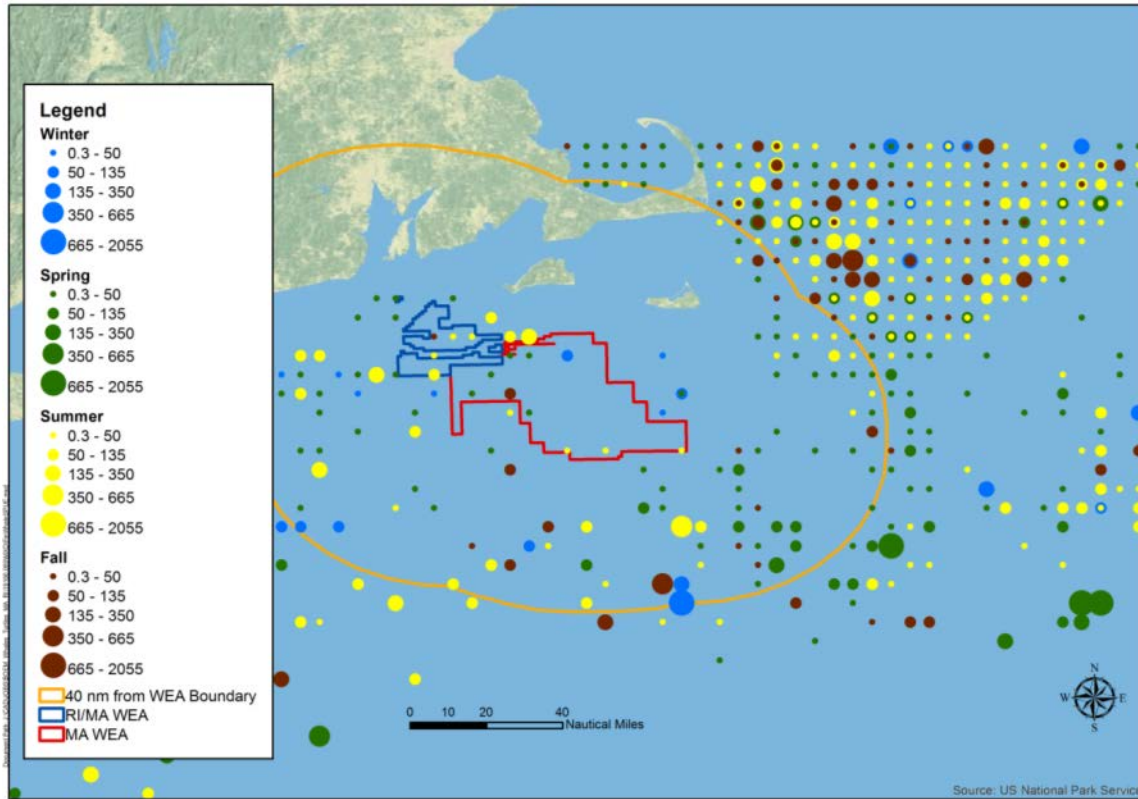 Legend
Winter
0.3 - 50
50 - 135
135 - 350
350 - 665
665 - 2055
Spring
0.3 - 50
50 - 135
135 - 350
350 - 665
665 - 2055
Summer
0.3 - 50
50 - 135
135 - 350
350 - 665
665 - 2055
Fall
0.3 - 50
50 - 135
135 - 350
350 - 665
665 - 2055
40 nm from WEA Boundary
RI/MA WEA
MA WEA
0 10 20 40
Nautical Miles
N
W E
S
Source: US National Park Service